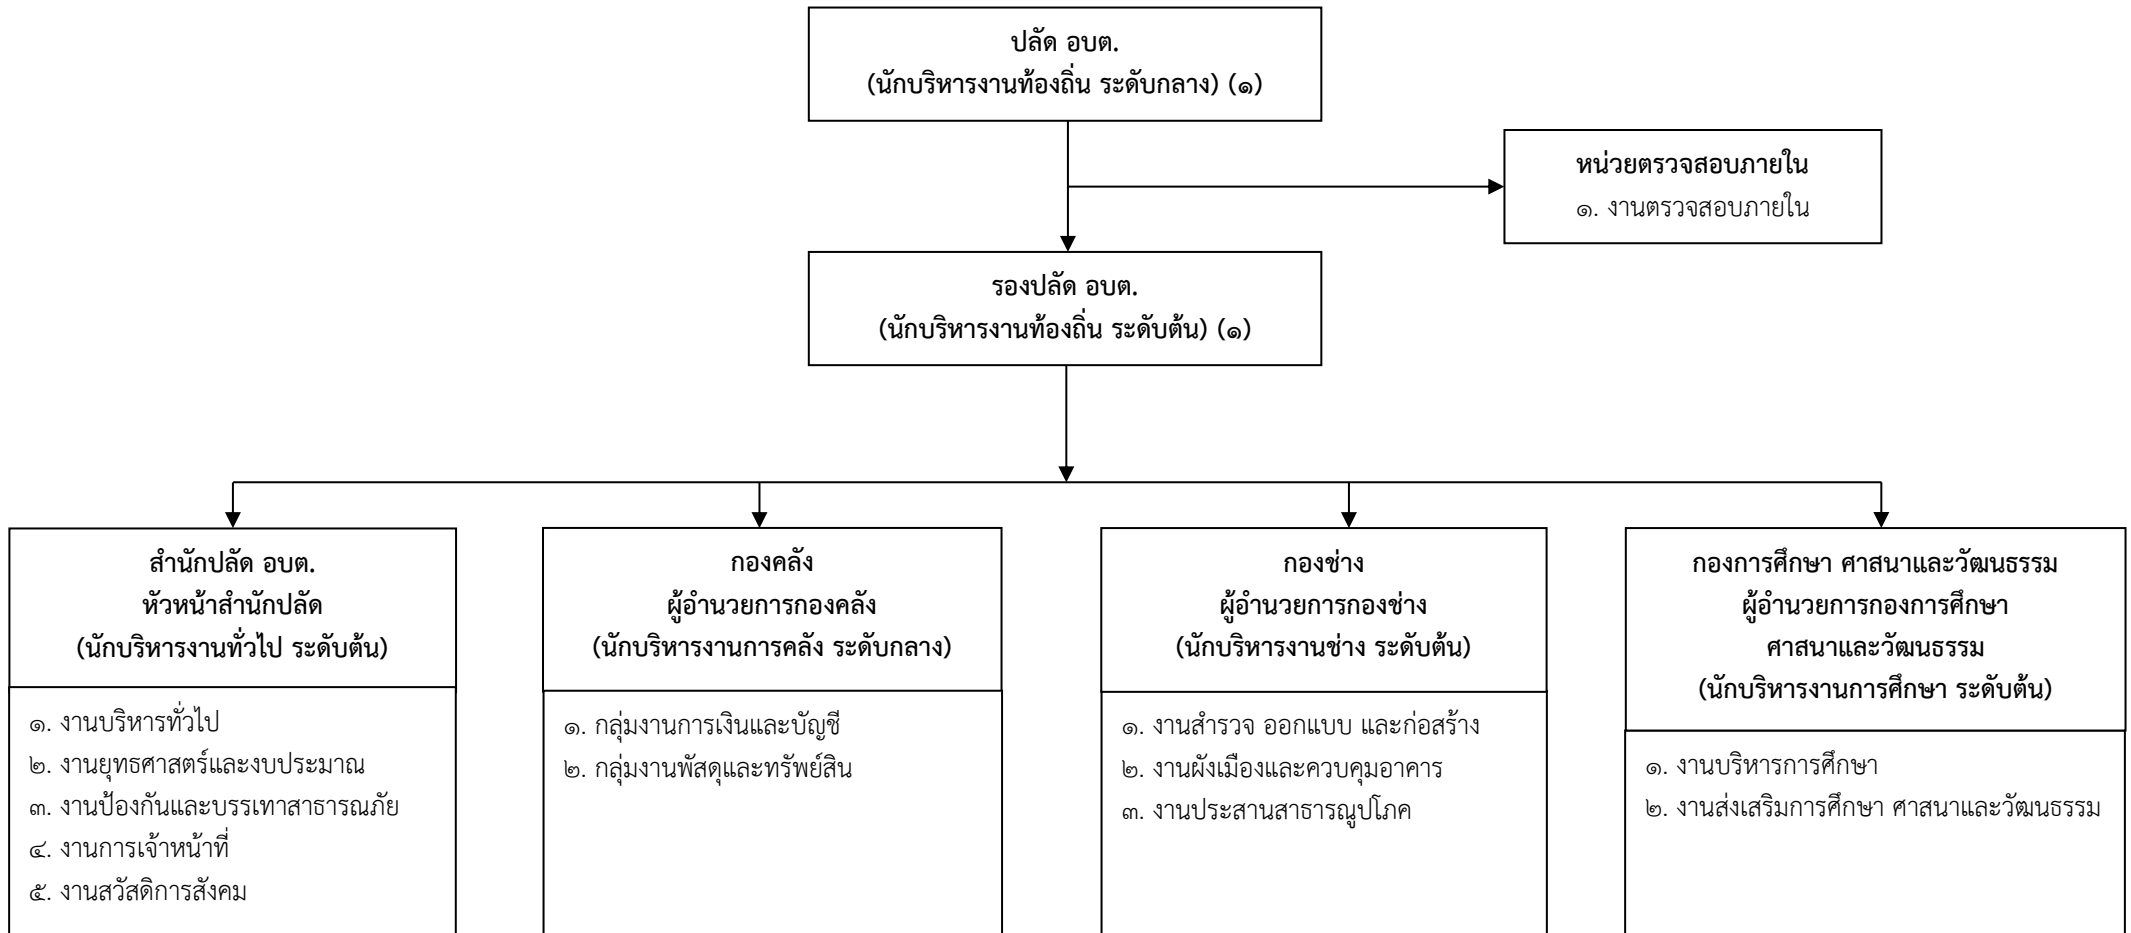 ปลัด อบต.
(นักบริหารงานท้องถิ่น ระดับกลาง) (๑)
หน่วยตรวจสอบภายใน
๑. งานตรวจสอบภายใน
รองปลัด อบต.
(นักบริหารงานท้องถิ่น ระดับต้น) (๑)
สำนักปลัด อบต.
หัวหน้าสำนักปลัด
(นักบริหารงานทั่วไป ระดับต้น)
๑. งานบริหารทั่วไป
๒. งานยุทธศาสตร์และงบประมาณ
๓. งานป้องกันและบรรเทาสาธารณภัย
๔. งานการเจ้าหน้าที่
๕. งานสวัสดิการสังคม
กองคลัง
ผู้อำนวยการกองคลัง
(นักบริหารงานการคลัง ระดับกลาง)
๑. กลุ่มงานการเงินและบัญชี
๒. กลุ่มงานพัสดุและทรัพย์สิน
กองช่าง
ผู้อำนวยการกองช่าง
(นักบริหารงานช่าง ระดับต้น)
๑. งานสำรวจ ออกแบบ และก่อสร้าง
๒. งานผังเมืองและควบคุมอาคาร
๓. งานประสานสาธารณูปโภค
กองการศึกษา ศาสนาและวัฒนธรรม
ผู้อำนวยการกองการศึกษา
ศาสนาและวัฒนธรรม
(นักบริหารงานการศึกษา ระดับต้น)
๑. งานบริหารการศึกษา
๒. งานส่งเสริมการศึกษา ศาสนาและวัฒนธรรม